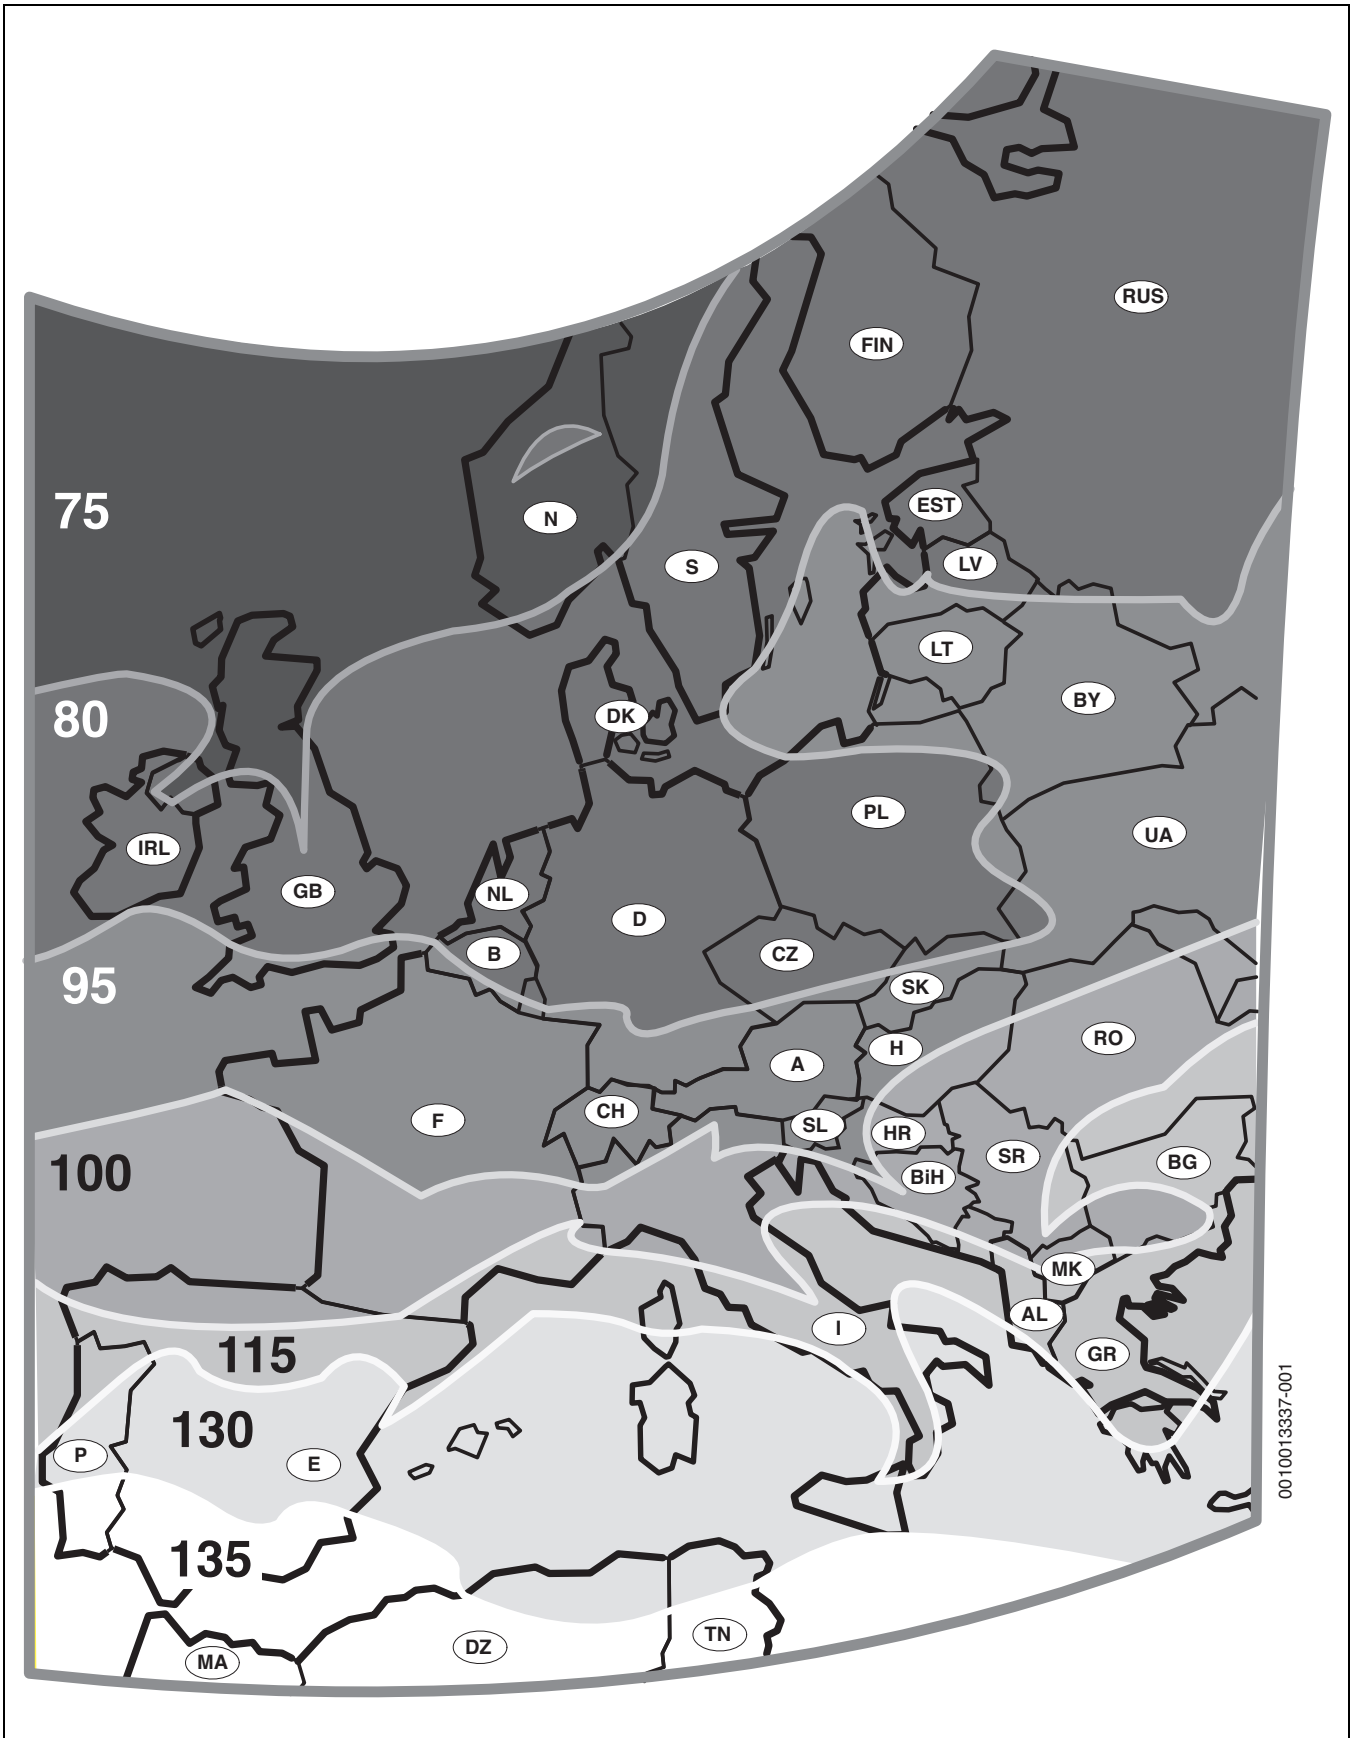 RUS
FIN
75
N
EST
S
LV
LT
80
DK
BY
PL
UA
IRL
GB
NL
D
B
CZ
95
SK
RO
H
A
CH
F
SL
HR
100
SR
BG
BiH
MK
AL
I
115
GR
130
P
E
0010013337-001
135
DZ
TN
MA